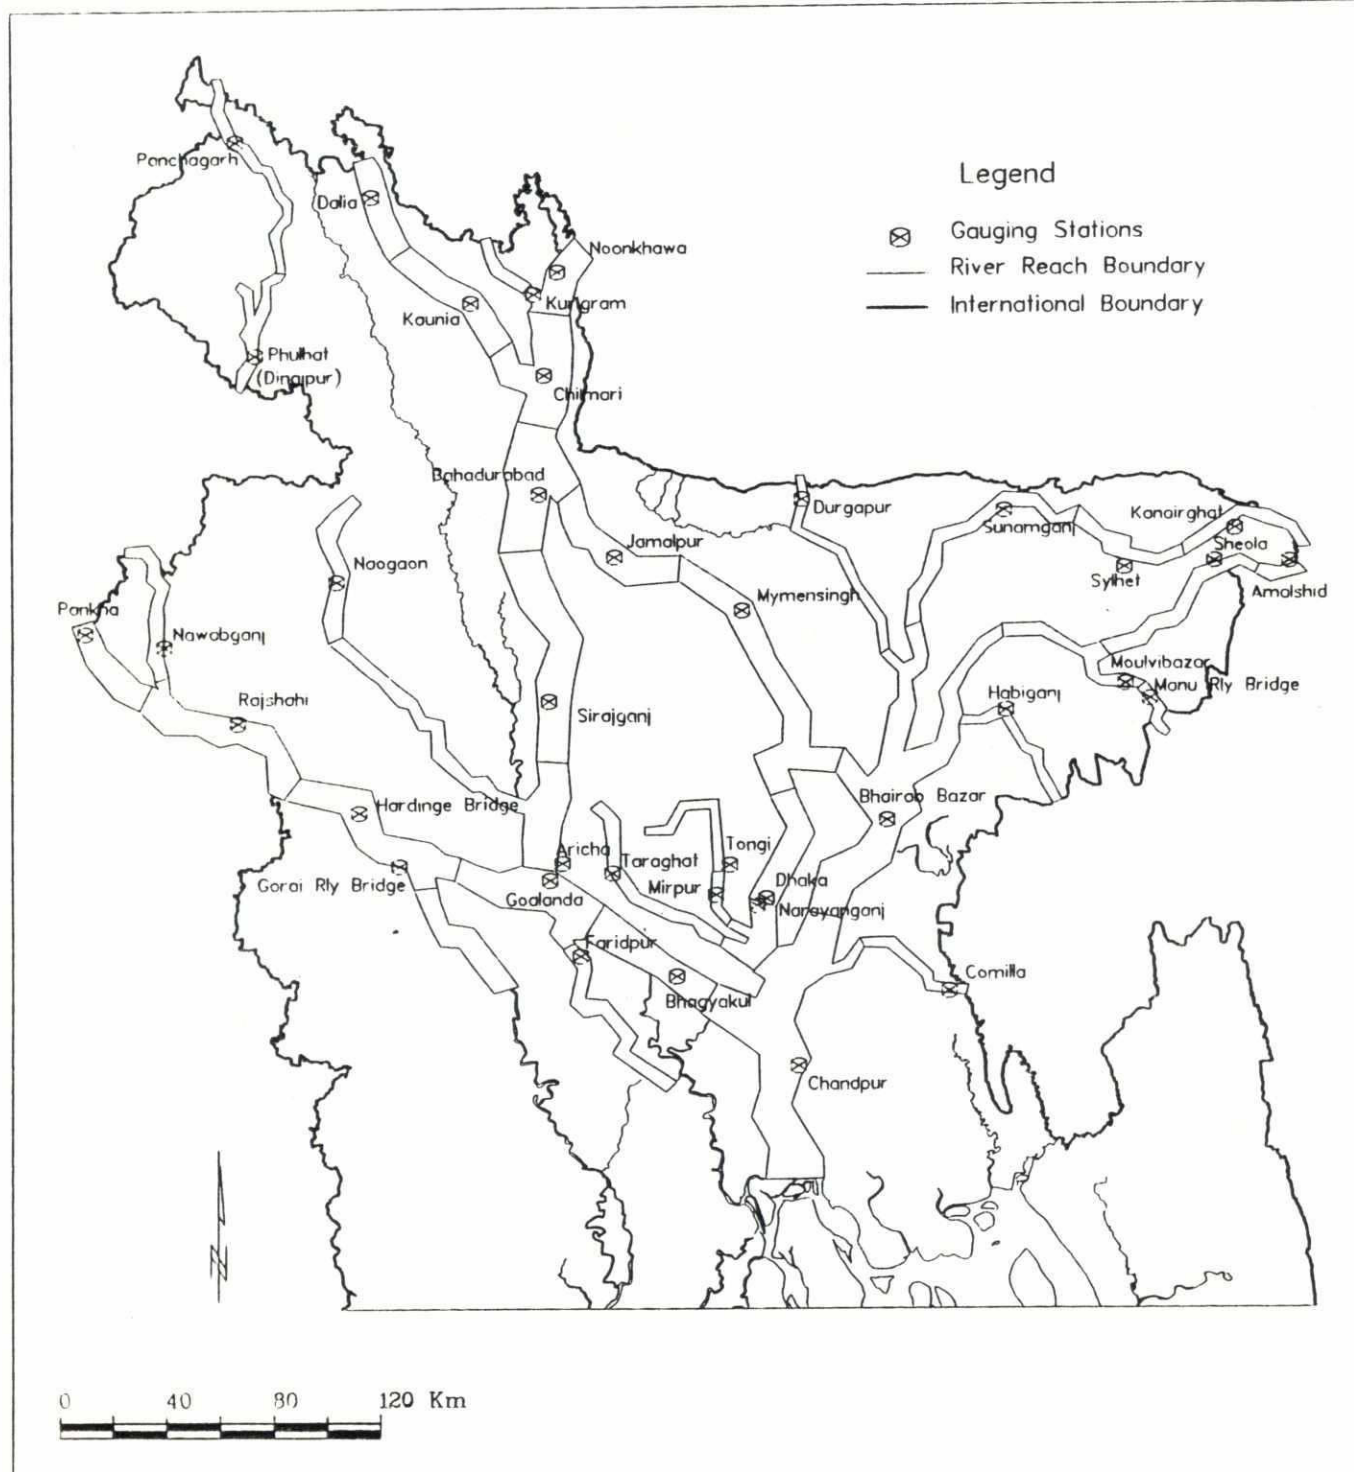 Panchagarh
Dalia
Legend
Noonkhawa
Gauging Stations
River Reach Boundary
International Boundary
Kurigram
Kaunia
Phulhat
(Dinajpur)
Chilmari
Bahadurabad
Durgapur
Sunamganj
Kanairghat
Sheola
Jamalpur
Naogaon
Sylhet
Amalshid
Mymensingh
Pankha
Nawabganj
Moulvibazar
Manu Rly Bridge
Habiganj
Rajshahi
Sirajganj
Bhairab Bazar
Hardinge Bridge
Aricha
Taraghat
Tongi
Gorai Rly Bridge
Goalanda
Mirpur
Dhaka
Narayanganj
Faridpur
Comilla
Bhagyakul
Chandpur
N
0 40 80 120 Km